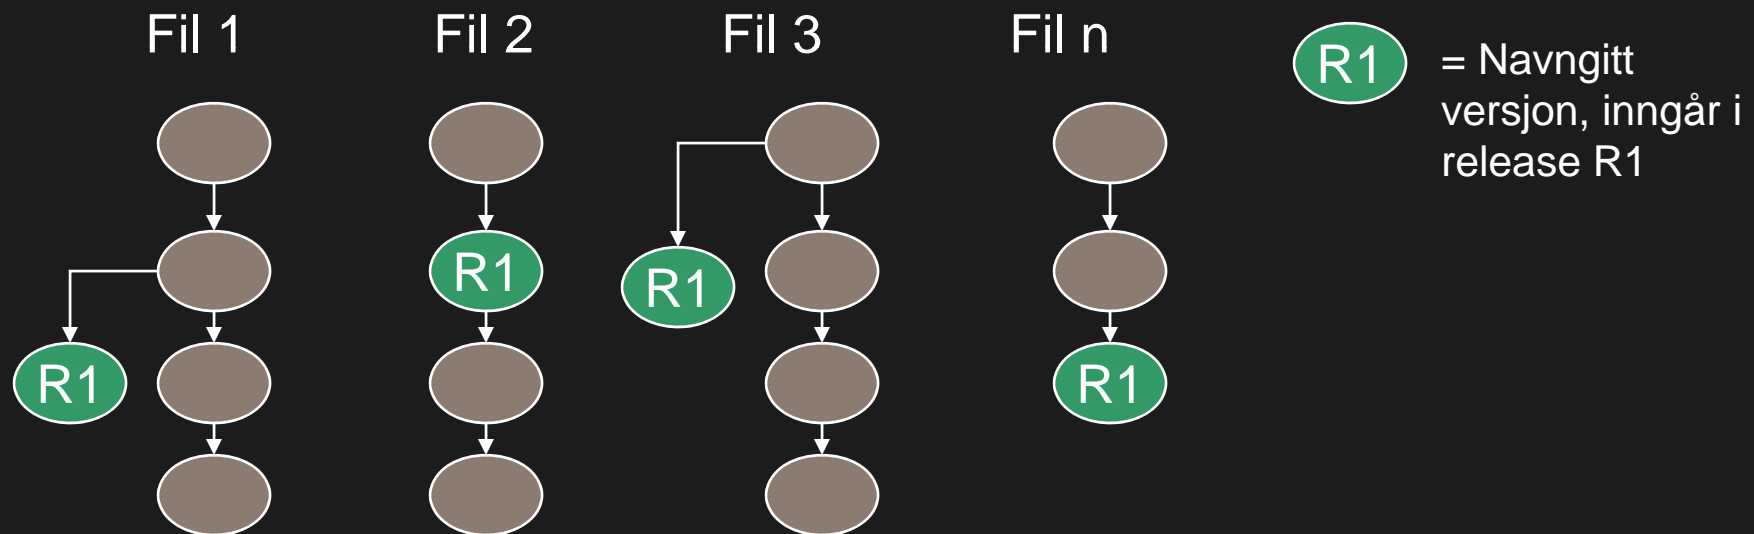 Fil 1
Fil 2
Fil 3
Fil n
R1
= Navngitt
versjon, inngår i
release R1
R1
R1
R1
R1